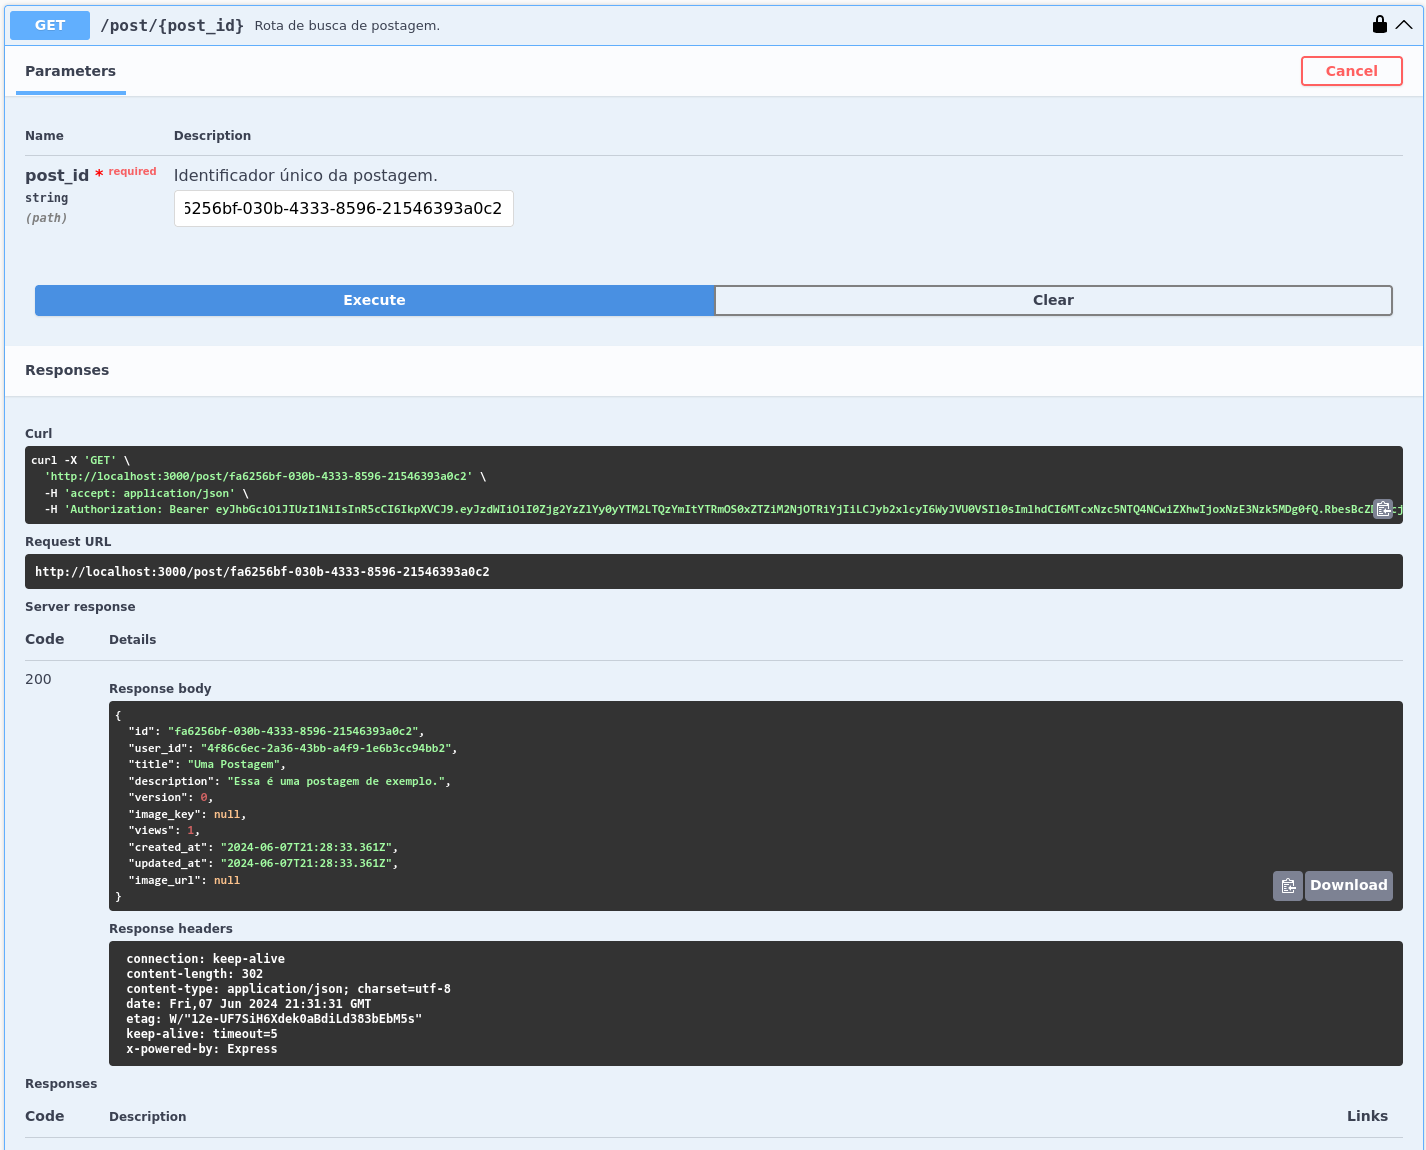 GET /post/{post_id} Rota de busca de postagem.
Parameters
Cancel
Name Description
post_id * required
string
(path)
Identificador único da postagem.
6256bf-030b-4333-8596-21546393a0c2
Execute Clear
Responses
Curl
curl -X 'GET' \
'http://localhost:3000/post/fa6256bf-030b-4333-8596-21546393a0c2' \
-H 'accept: application/json' \
-H 'Authorization: Bearer
Request URL
http://localhost:3000/post/fa6256bf-030b-4333-8596-21546393a0c2
Server response
Code Details
200
Response body
{
"id": "fa6256bf-030b-4333-8596-21546393a0c2",
"user_id": "4f86c6ec-2a36-43bb-a4f9-1e6b3cc94bb2",
"title": "Uma Postagem",
"description": "Essa é uma postagem de exemplo.",
"version": 0,
"image_key": null,
"views": 1,
"created_at": "2024-06-07T21:28:33.361Z",
"updated_at": "2024-06-07T21:28:33.361Z",
"image_url": null
}
Download
Response headers
connection: keep-alive
content-length: 302
content-type: application/json; charset=utf-8
date: Fri,07 Jun 2024 21:31:31 GMT
etag: W/"12e-UF7SiH6Xdek0aBdiLd383bEbM5s"
keep-alive: timeout=5
x-powered-by: Express
Responses
Code Description Links